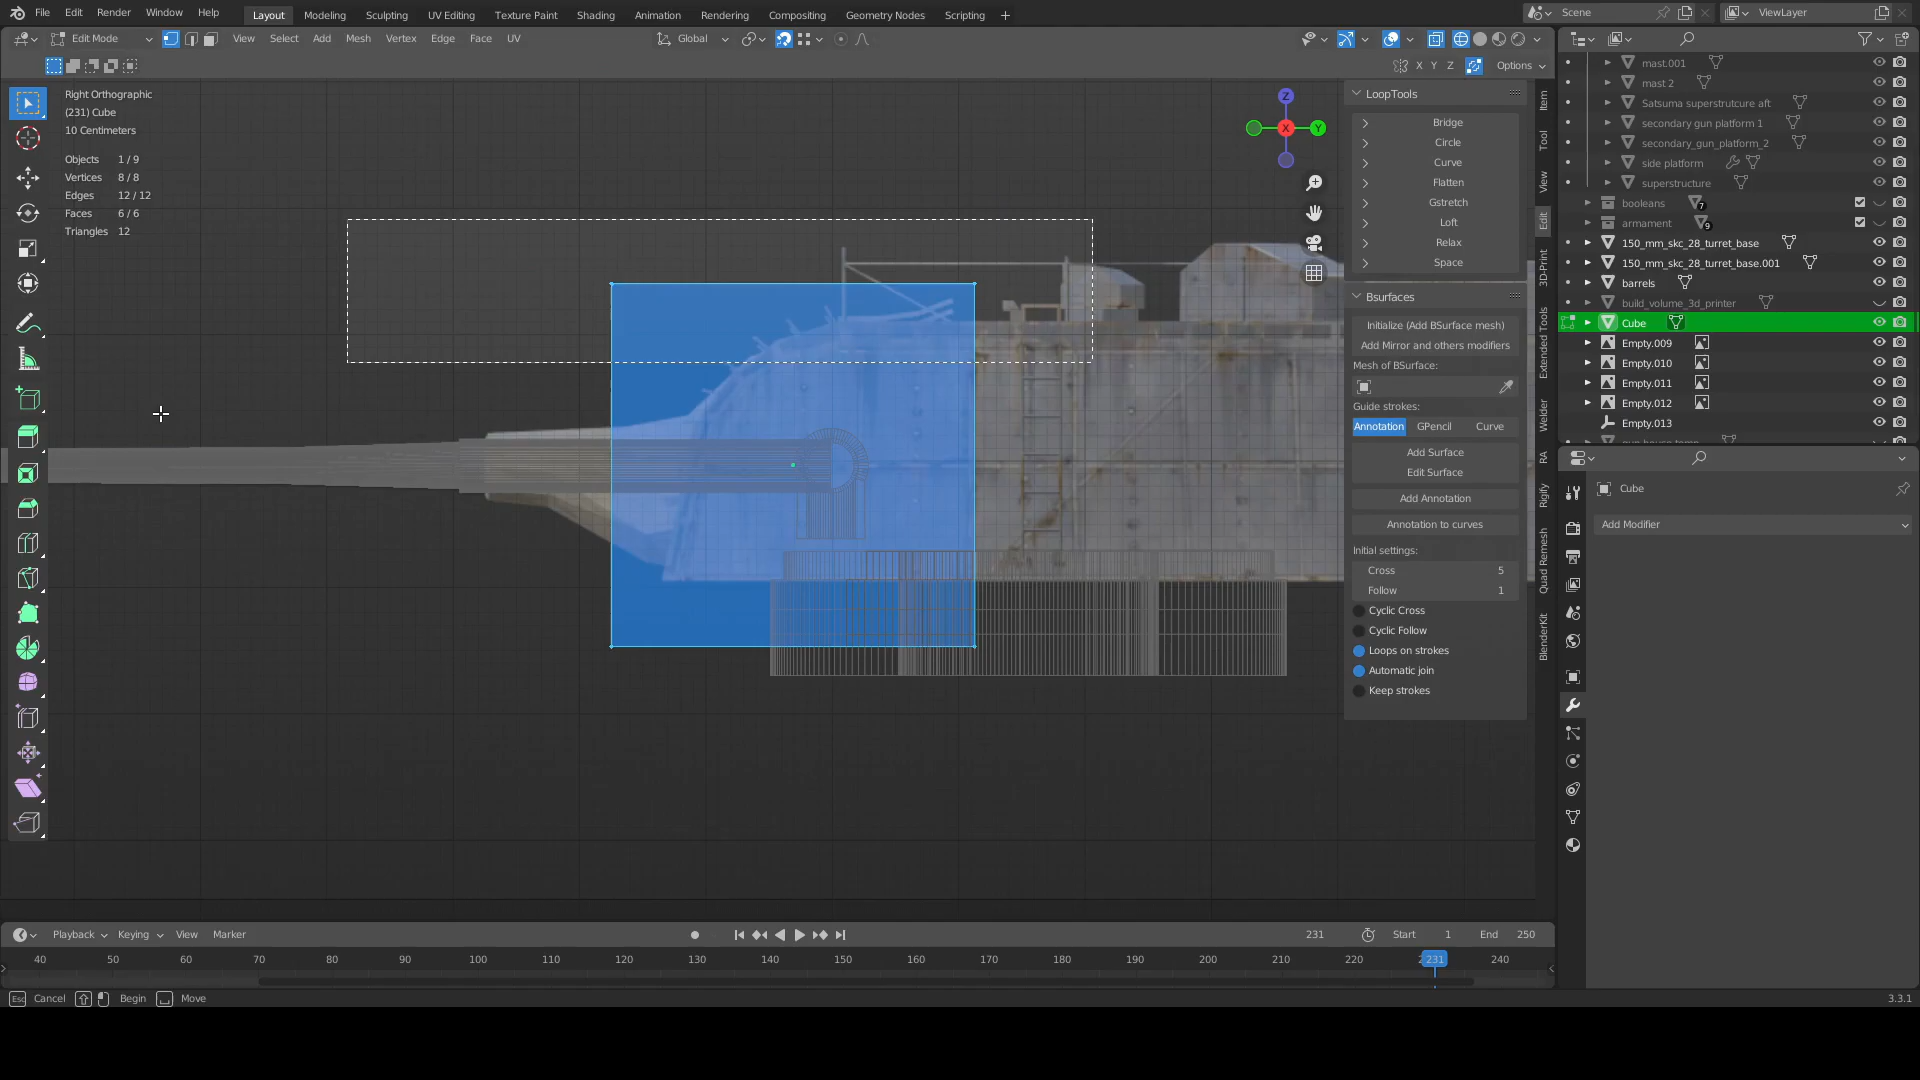 File Edit Render Window Help Layout Modeling Sculpting UV Editing Texture Paint Shading Animation Rendering Compositing Geometry Nodes Scripting + Scene ViewLayer
Edit Mode View Select Add Mesh Vertex Edge Face UV Global
X Y Z Options
Right Orthographic
(231) Cube
10 Centimeters
Objects 1 / 9
Vertices 8 / 8
Edges 12 / 12
Faces 6 / 6
Triangles 12
Z
Y
X
LoopTools
Bridge
Circle
Curve
Flatten
Gstretch
Loft
Relax
Space
Bsurfaces
Initialize (Add BSurface mesh)
Add Mirror and others modifiers
Mesh of BSurface:
Guide strokes:
Annotation GPencil Curve
Add Surface
Edit Surface
Add Annotation
Annotation to curves
Initial settings:
Cross 5
Follow 1
Cyclic Cross
Cyclic Follow
Loops on strokes
Automatic join
Keep strokes
Item
Tool
View
Edit
3D-Print
Extended Tools
Welder
RA
Rigify
Quad Remesh
BlenderKit
mast.001
mast 2
Satsuma superstrutcure aft
secondary gun platform 1
secondary_gun_platform_2
side platform
superstructure
booleans 7
armament 9
150_mm_skc_28_turret_base
150_mm_skc_28_turret_base.001
barrels
build_volume_3d_printer
Cube
Empty.009
Empty.010
Empty.011
Empty.012
Empty.013
Cube
Add Modifier
Playback Keying View Marker 231 Start 1 End 250
40 50 60 70 80 90 100 110 120 130 140 150 160 170 180 190 200 210 220 231 240
Esc Cancel Begin Move 3.3.1